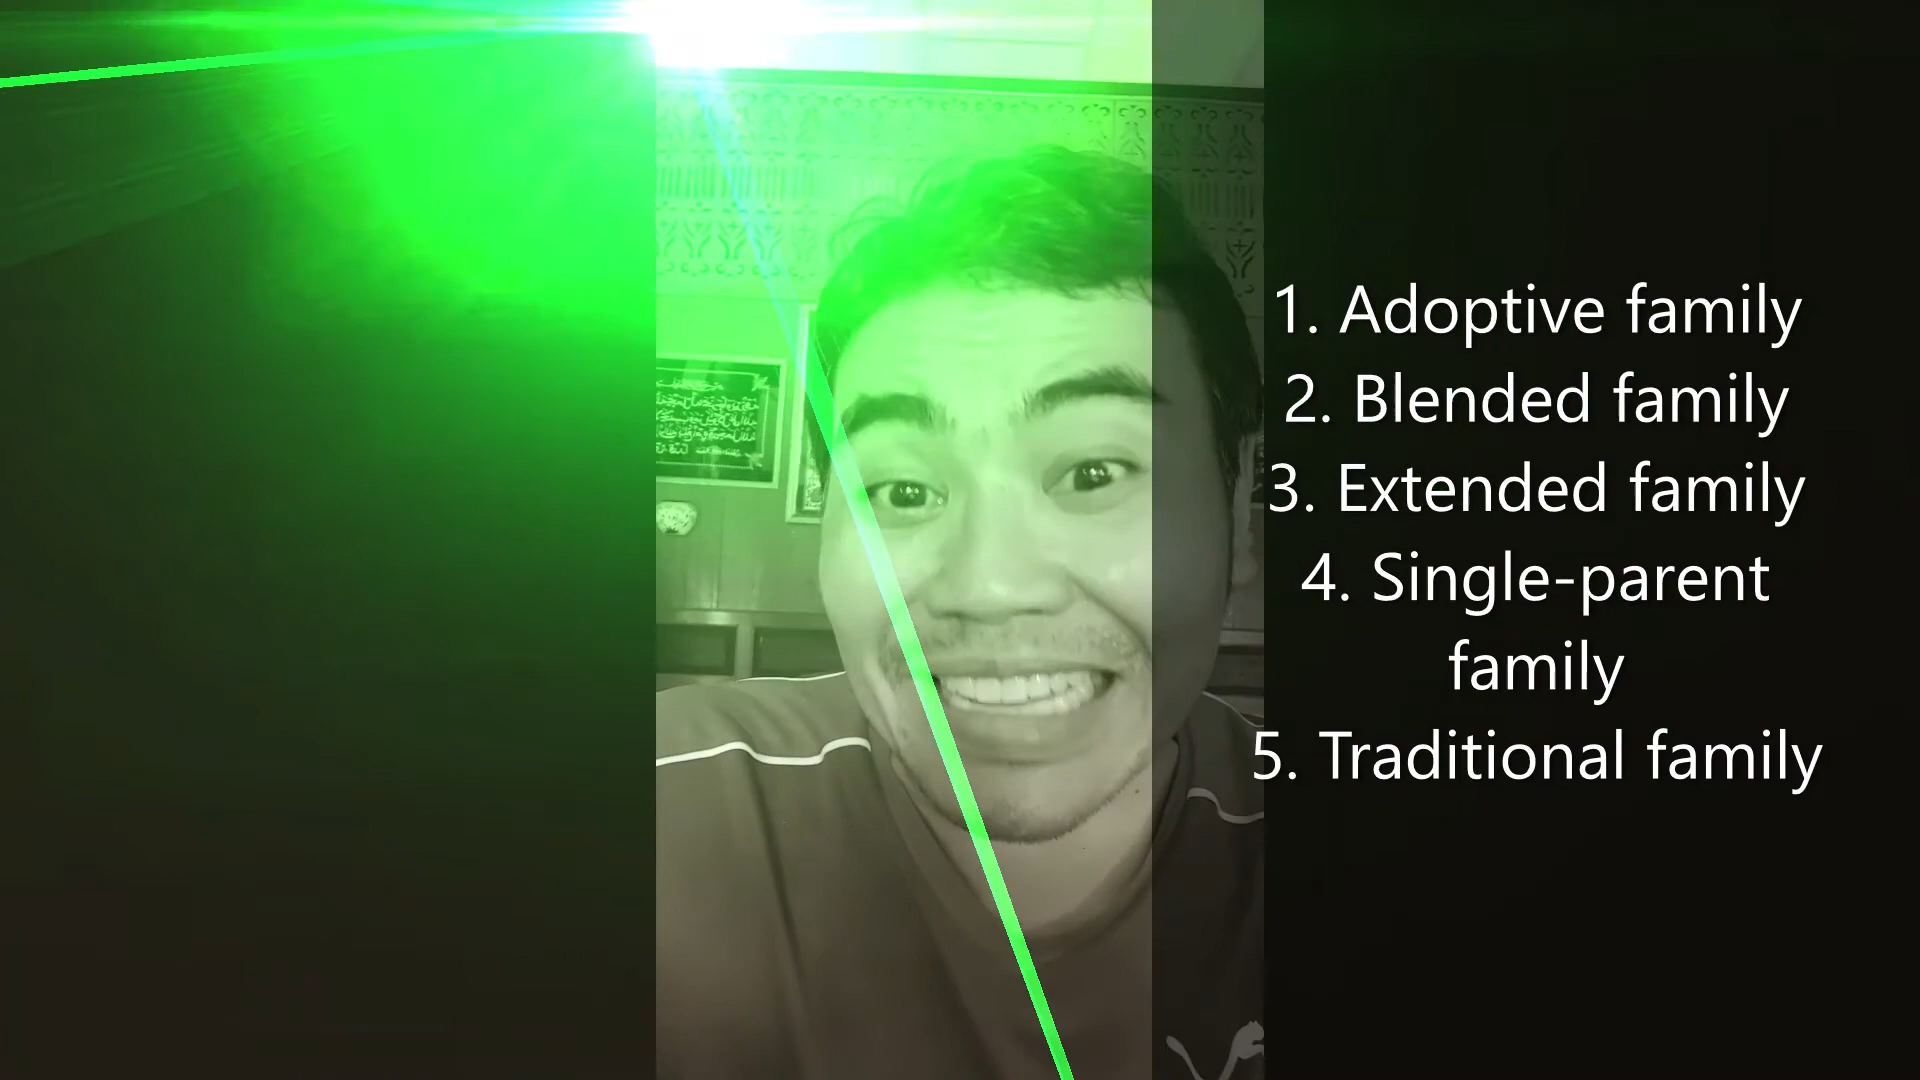 1. Adoptive family
2. Blended family
3. Extended family
4. Single-parent
family
5. Traditional family